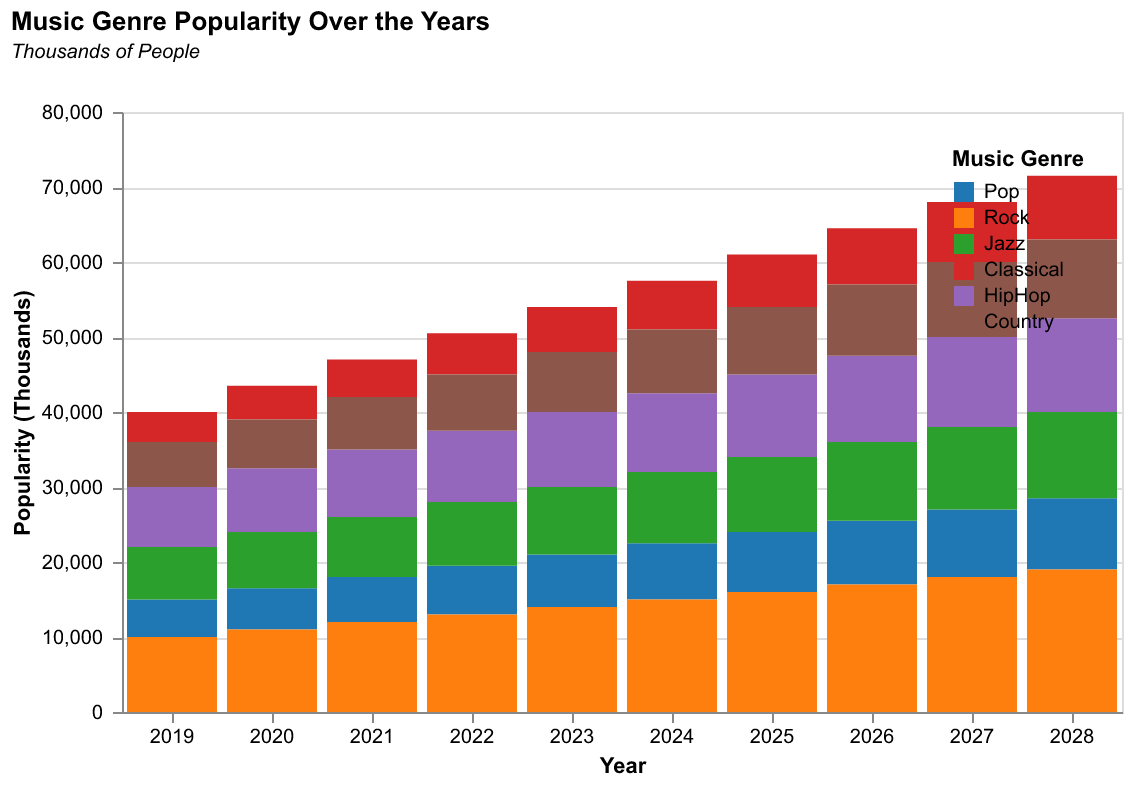 Music Genre Popularity Over the Years
Thousands of People
80,000
70,000
60,000
50,000
40,000
30,000
20,000
10,000
0
Popularity (Thousands)
Music Genre
Pop
Rock
Jazz
Classical
HipHop
Country
2019 2020 2021 2022 2023 2024 2025 2026 2027 2028
Year